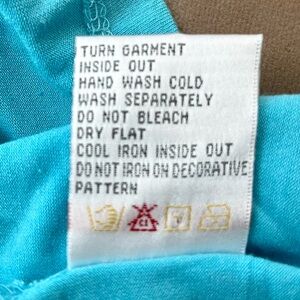 TURN GARMENT
INSIDE OUT
HAND WASH COLD
WASH SEPARATELY
DO NOT BLEACH
DRY FLAT
COOL IRON INSIDE OUT
DO NOT IRON ON DECORATIVE
PATTERN
Cl